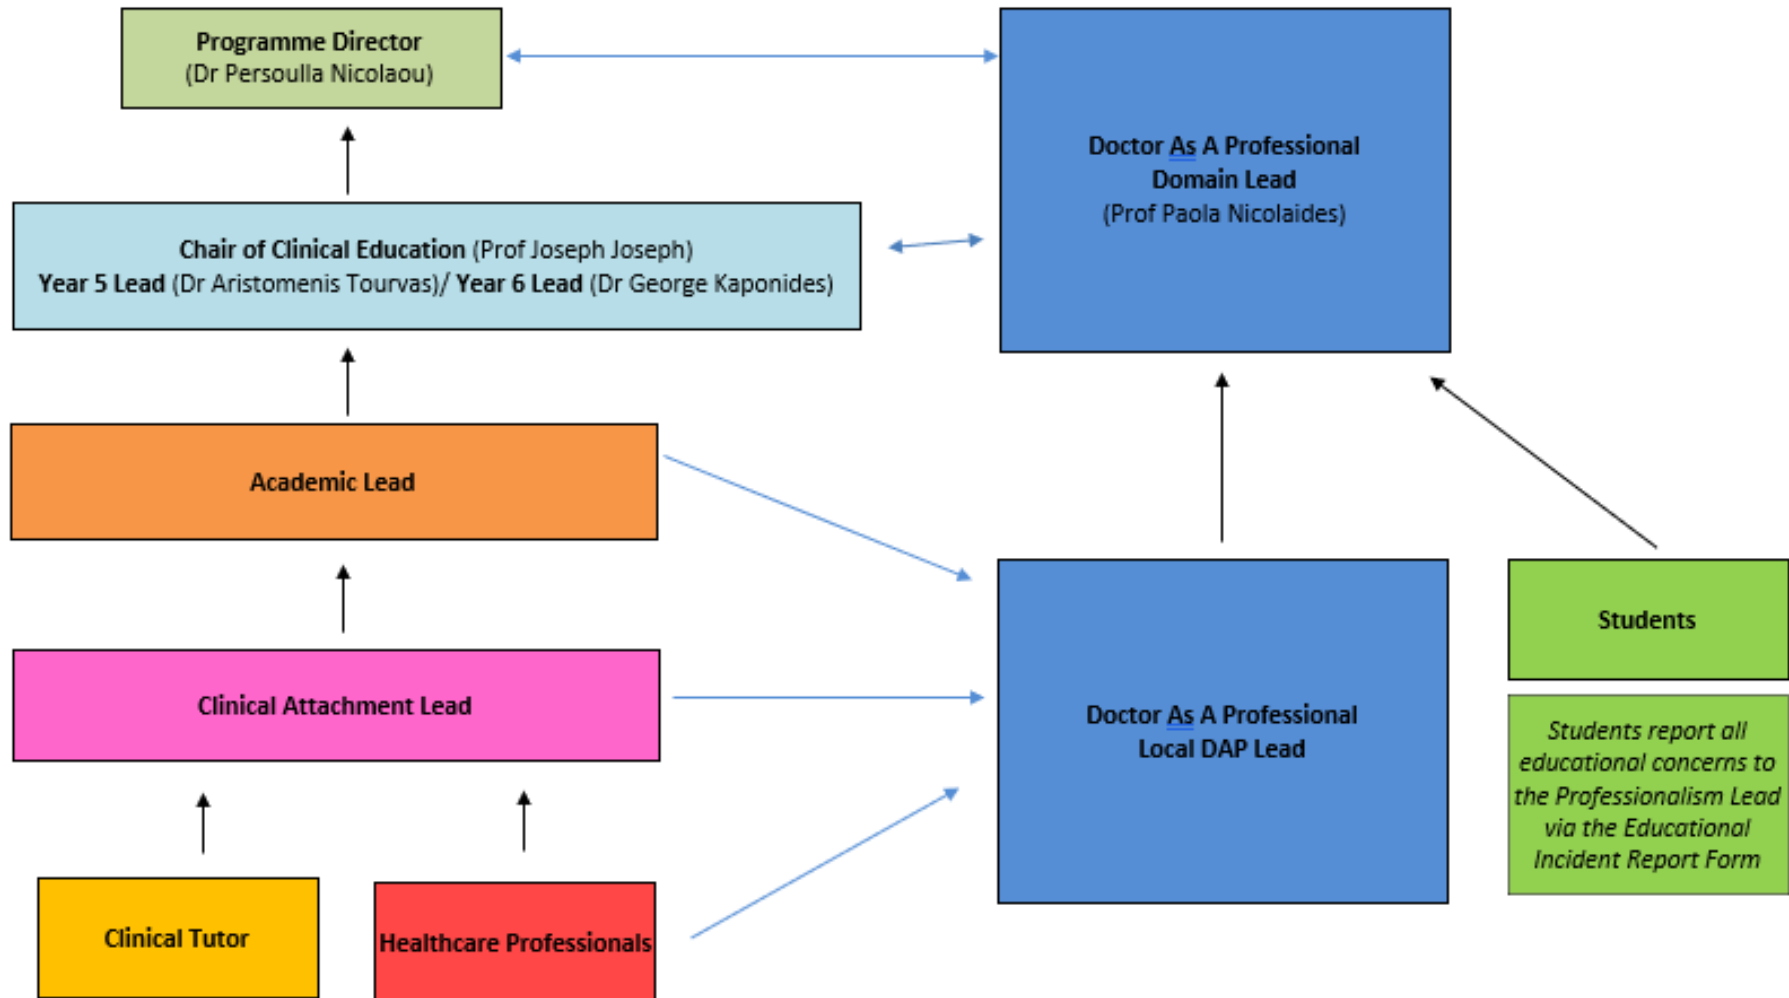 Programme Director
(Dr Persoulla Nicolaou)
Doctor As A Professional
Domain Lead
(Prof Paola Nicolaides)
Chair of Clinical Education (Prof Joseph Joseph)
Year 5 Lead (Dr Aristomenis Tourvas)/ Year 6 Lead (Dr George Kaponides)
Academic Lead
Clinical Attachment Lead
Doctor As A Professional
Local DAP Lead
Students
Students report all
educational concerns to
the Professionalism Lead
via the Educational
Incident Report Form
Clinical Tutor
Healthcare Professionals